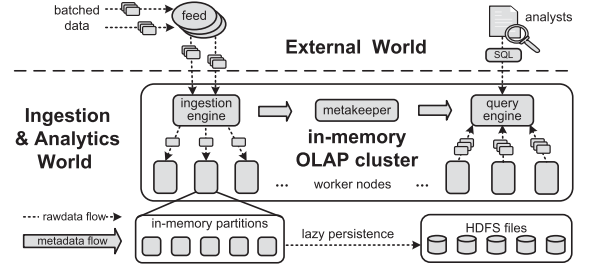 batched
data
feed
analysts
SQL
External World
Ingestion
& Analytics
World
ingestion
engine
metakeeper
query
engine
in-memory
OLAP cluster
...
worker nodes
...
rawdata flow
metadata flow
in-memory partitions
lazy persistence
HDFS files